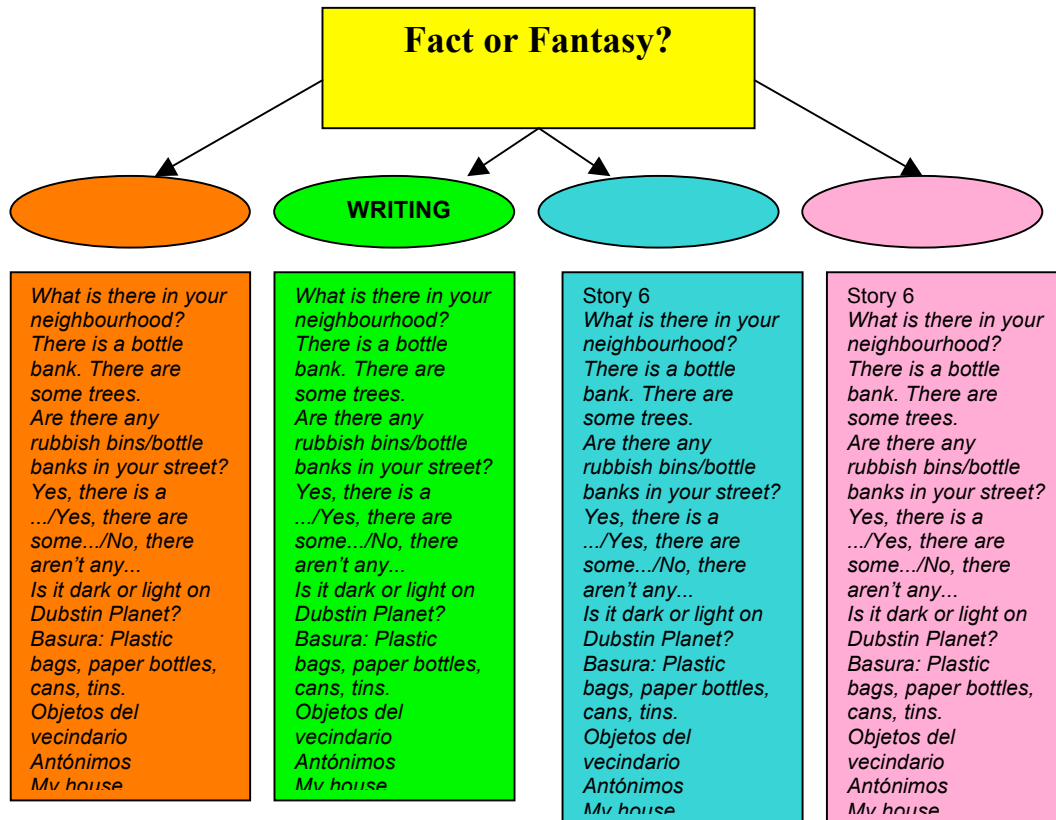 Fact or Fantasy?
WRITING
What is there in your
neighbourhood?
There is a bottle
bank. There are
some trees.
Are there any
rubbish bins/bottle
banks in your street?
Yes, there is a
.../Yes, there are
some.../No, there
aren’t any...
Is it dark or light on
Dubstin Planet?
Basura: Plastic
bags, paper bottles,
cans, tins.
Objetos del
vecindario
Antónimos
My house
What is there in your
neighbourhood?
There is a bottle
bank. There are
some trees.
Are there any
rubbish bins/bottle
banks in your street?
Yes, there is a
.../Yes, there are
some.../No, there
aren’t any...
Is it dark or light on
Dubstin Planet?
Basura: Plastic
bags, paper bottles,
cans, tins.
Objetos del
vecindario
Antónimos
My house
Story 6
What is there in your
neighbourhood?
There is a bottle
bank. There are
some trees.
Are there any
rubbish bins/bottle
banks in your street?
Yes, there is a
.../Yes, there are
some.../No, there
aren’t any...
Is it dark or light on
Dubstin Planet?
Basura: Plastic
bags, paper bottles,
cans, tins.
Objetos del
vecindario
Antónimos
My house
Story 6
What is there in your
neighbourhood?
There is a bottle
bank. There are
some trees.
Are there any
rubbish bins/bottle
banks in your street?
Yes, there is a
.../Yes, there are
some.../No, there
aren’t any...
Is it dark or light on
Dubstin Planet?
Basura: Plastic
bags, paper bottles,
cans, tins.
Objetos del
vecindario
Antónimos
My house